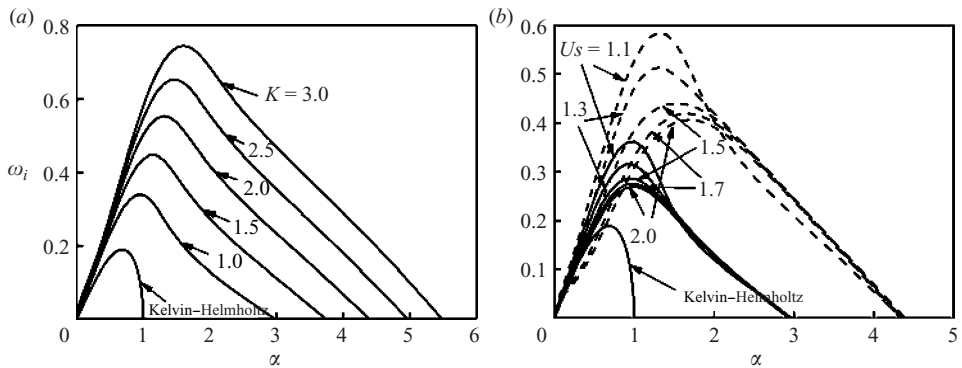 (a)
0.8
0.6
0.4
0.2
ωi
K = 3.0
2.5
2.0
1.5
1.0
Kelvin–Helmholtz
0 1 2 3 4 5 6
α
(b)
0.6
0.5
0.4
0.3
0.2
0.1
Us = 1.1
1.3
1.5
1.7
2.0
Kelvin–Helmholtz
0 1 2 3 4 5
α